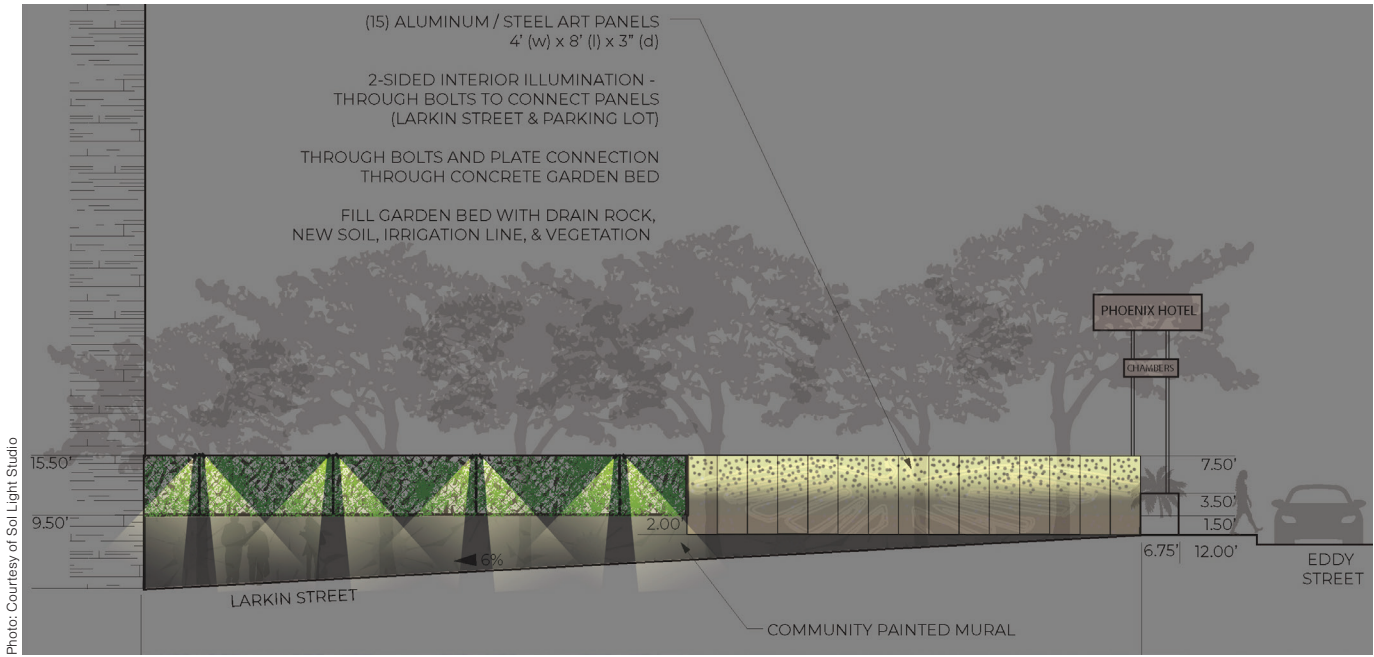 (15) ALUMINUM / STEEL ART PANELS
4' (w) x 8' (l) x 3" (d)
2-SIDED INTERIOR ILLUMINATION -
THROUGH BOLTS TO CONNECT PANELS
(LARKIN STREET & PARKING LOT)
THROUGH BOLTS AND PLATE CONNECTION
THROUGH CONCRETE GARDEN BED
FILL GARDEN BED WITH DRAIN ROCK,
NEW SOIL, IRRIGATION LINE, & VEGETATION
PHOENIX HOTEL
CHAMBERS
15.50'
9.50'
2.00'
7.50'
3.50'
1.50'
6.75'
12.00'
6%
EDDY
STREET
LARKIN STREET
COMMUNITY PAINTED MURAL
Photo: Courtesy of Sol Light Studio